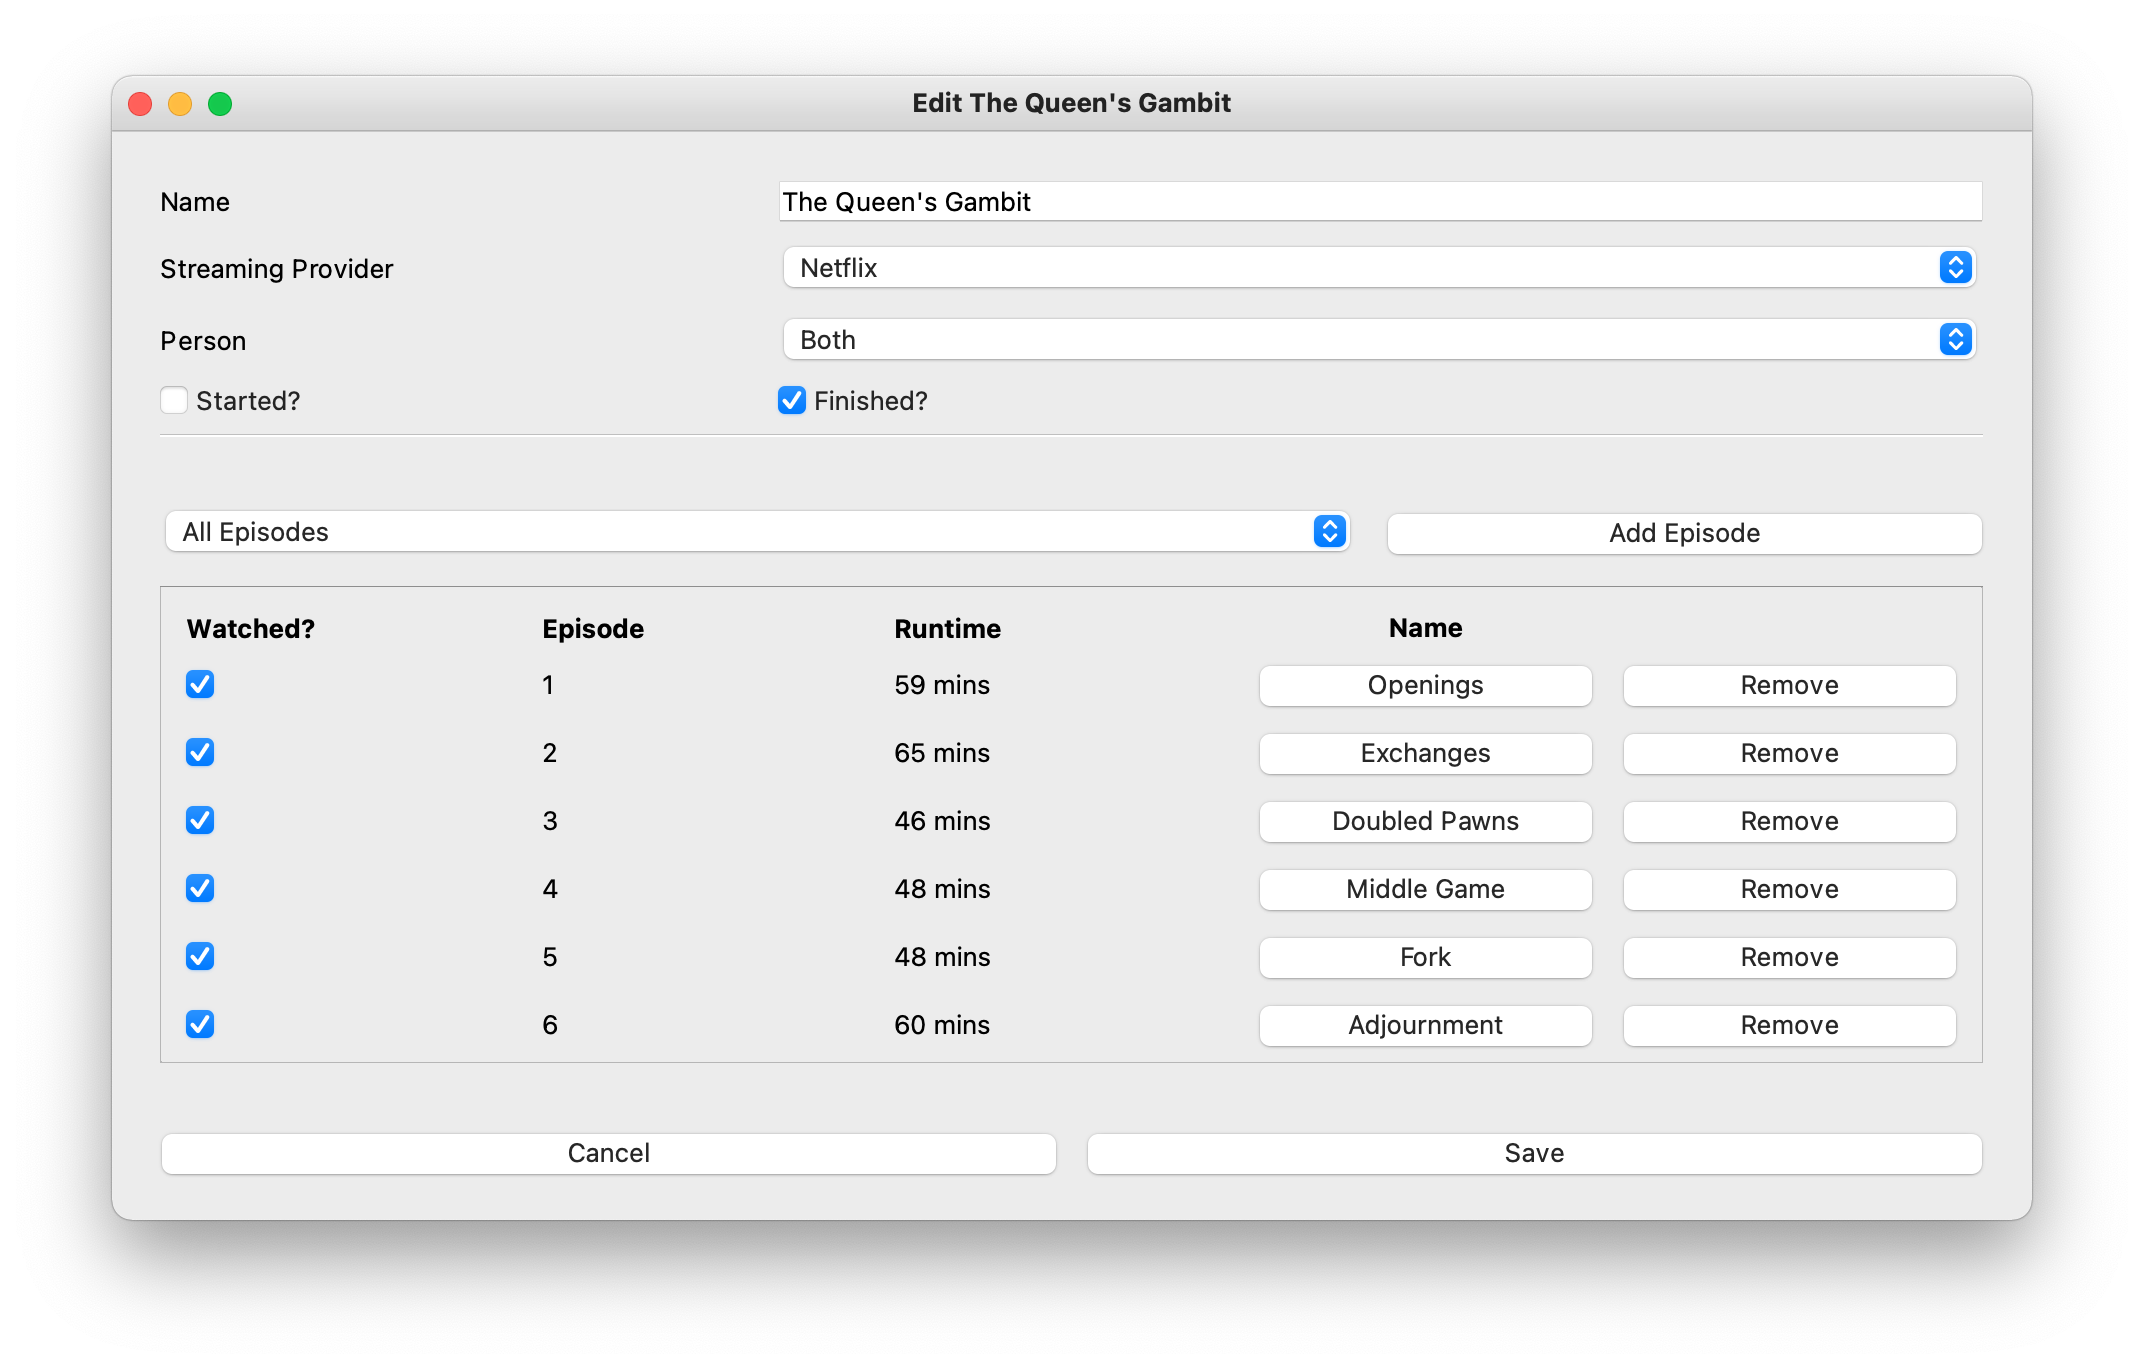 Edit The Queen's Gambit
Name The Queen's Gambit
Streaming Provider Netflix
Person Both
Started? Finished?
All Episodes Add Episode
Watched? Episode Runtime Name
1 59 mins Openings Remove
2 65 mins Exchanges Remove
3 46 mins Doubled Pawns Remove
4 48 mins Middle Game Remove
5 48 mins Fork Remove
6 60 mins Adjournment Remove
Cancel Save